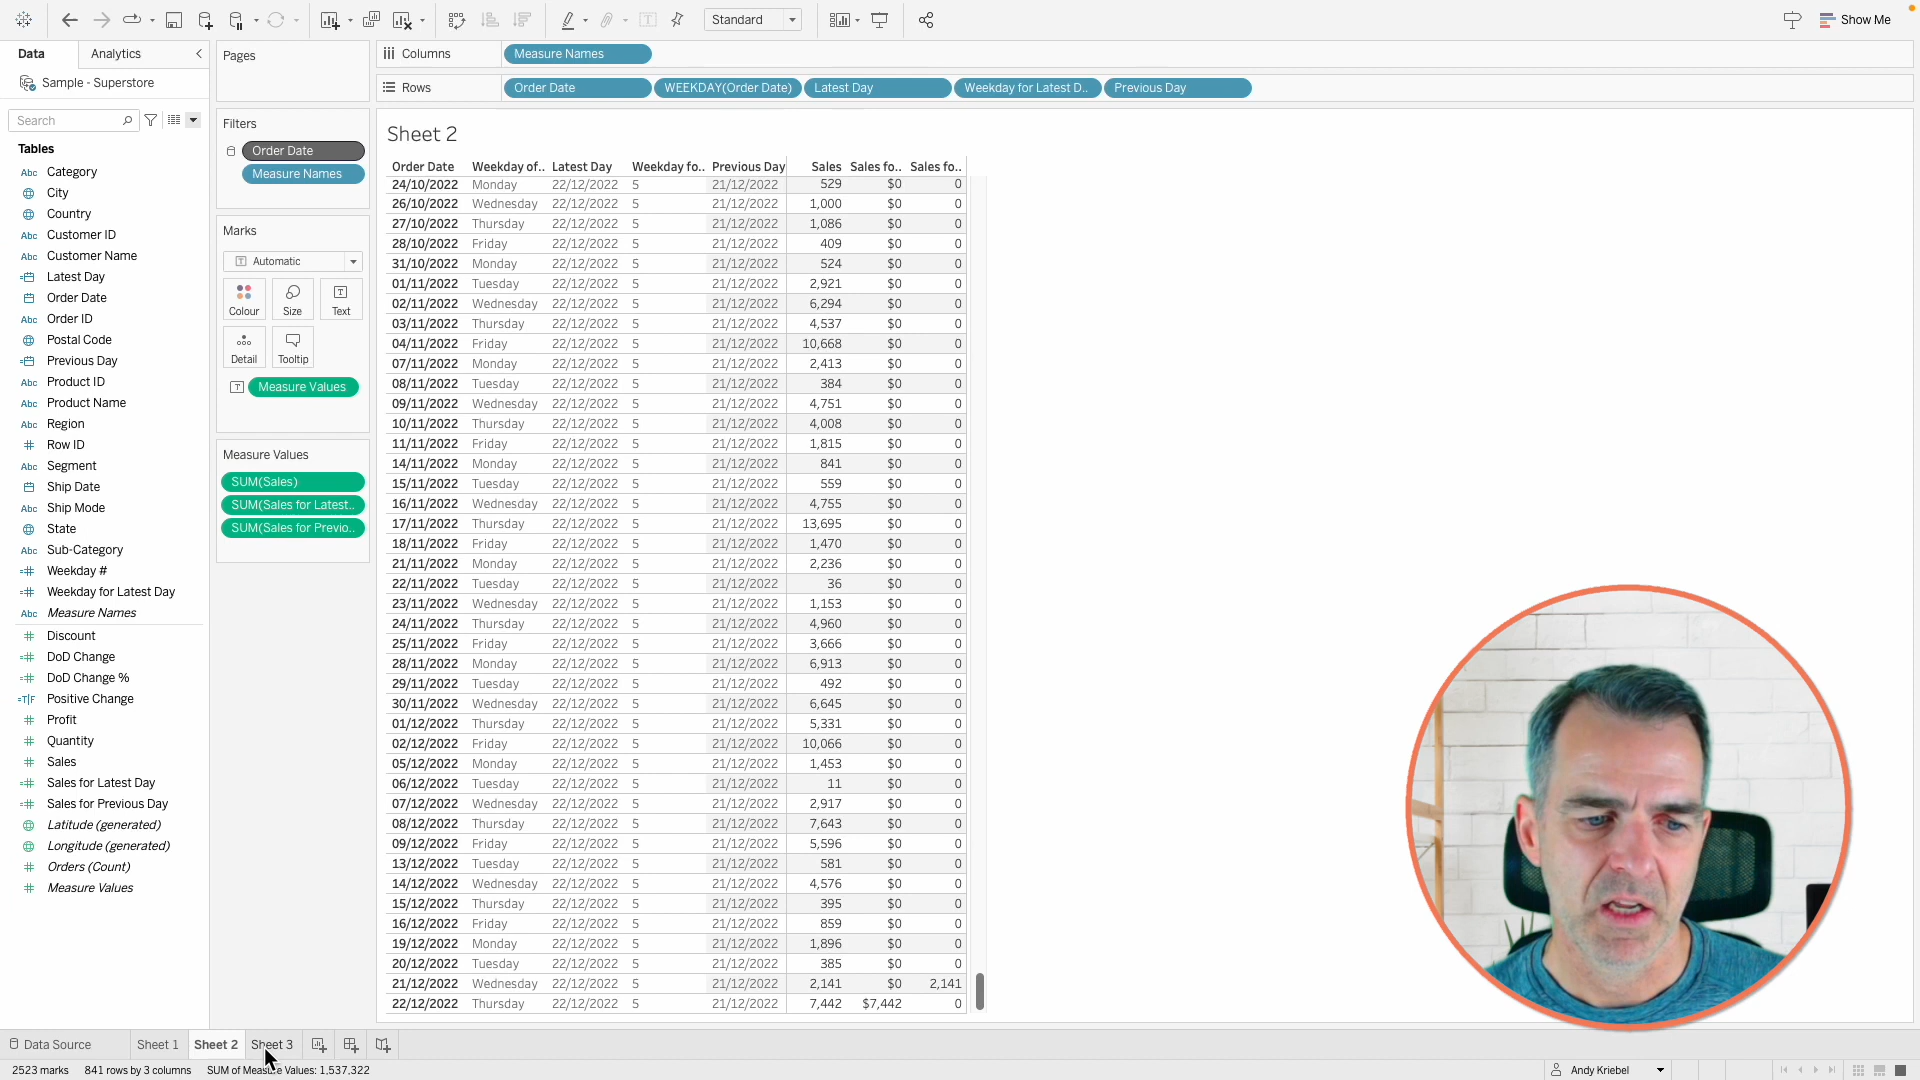 Standard
Show Me
Data
Analytics
Pages
Columns
Measure Names
Sample - Superstore
Rows
Order Date
WEEKDAY(Order Date)
Latest Day
Weekday for Latest D..
Previous Day
Search
Filters
Order Date
Measure Names
Sheet 2
Tables
Category
City
Country
Customer ID
Customer Name
Latest Day
Order Date
Order ID
Postal Code
Previous Day
Product ID
Product Name
Region
Row ID
Segment
Ship Date
Ship Mode
State
Sub-Category
Weekday #
Weekday for Latest Day
Measure Names
Discount
DoD Change
DoD Change %
Positive Change
Profit
Quantity
Sales
Sales for Latest Day
Sales for Previous Day
Latitude (generated)
Longitude (generated)
Orders (Count)
Measure Values
Marks
Automatic
Colour
Size
Text
Detail
Tooltip
Measure Values
Measure Values
SUM(Sales)
SUM(Sales for Latest..
SUM(Sales for Previo..
Order Date Weekday of.. Latest Day Weekday fo.. Previous Day Sales Sales fo.. Sales fo..
24/10/2022 Monday 22/12/2022 5 21/12/2022 529 $0 0
26/10/2022 Wednesday 22/12/2022 5 21/12/2022 1,000 $0 0
27/10/2022 Thursday 22/12/2022 5 21/12/2022 1,086 $0 0
28/10/2022 Friday 22/12/2022 5 21/12/2022 409 $0 0
31/10/2022 Monday 22/12/2022 5 21/12/2022 524 $0 0
01/11/2022 Tuesday 22/12/2022 5 21/12/2022 2,921 $0 0
02/11/2022 Wednesday 22/12/2022 5 21/12/2022 6,294 $0 0
03/11/2022 Thursday 22/12/2022 5 21/12/2022 4,537 $0 0
04/11/2022 Friday 22/12/2022 5 21/12/2022 10,668 $0 0
07/11/2022 Monday 22/12/2022 5 21/12/2022 2,413 $0 0
08/11/2022 Tuesday 22/12/2022 5 21/12/2022 384 $0 0
09/11/2022 Wednesday 22/12/2022 5 21/12/2022 4,751 $0 0
10/11/2022 Thursday 22/12/2022 5 21/12/2022 4,008 $0 0
11/11/2022 Friday 22/12/2022 5 21/12/2022 1,815 $0 0
14/11/2022 Monday 22/12/2022 5 21/12/2022 841 $0 0
15/11/2022 Tuesday 22/12/2022 5 21/12/2022 559 $0 0
16/11/2022 Wednesday 22/12/2022 5 21/12/2022 4,755 $0 0
17/11/2022 Thursday 22/12/2022 5 21/12/2022 13,695 $0 0
18/11/2022 Friday 22/12/2022 5 21/12/2022 1,470 $0 0
21/11/2022 Monday 22/12/2022 5 21/12/2022 2,236 $0 0
22/11/2022 Tuesday 22/12/2022 5 21/12/2022 36 $0 0
23/11/2022 Wednesday 22/12/2022 5 21/12/2022 1,153 $0 0
24/11/2022 Thursday 22/12/2022 5 21/12/2022 4,960 $0 0
25/11/2022 Friday 22/12/2022 5 21/12/2022 3,666 $0 0
28/11/2022 Monday 22/12/2022 5 21/12/2022 6,913 $0 0
29/11/2022 Tuesday 22/12/2022 5 21/12/2022 492 $0 0
30/11/2022 Wednesday 22/12/2022 5 21/12/2022 6,645 $0 0
01/12/2022 Thursday 22/12/2022 5 21/12/2022 5,331 $0 0
02/12/2022 Friday 22/12/2022 5 21/12/2022 10,066 $0 0
05/12/2022 Monday 22/12/2022 5 21/12/2022 1,453 $0 0
06/12/2022 Tuesday 22/12/2022 5 21/12/2022 11 $0 0
07/12/2022 Wednesday 22/12/2022 5 21/12/2022 2,917 $0 0
08/12/2022 Thursday 22/12/2022 5 21/12/2022 7,643 $0 0
09/12/2022 Friday 22/12/2022 5 21/12/2022 5,596 $0 0
13/12/2022 Tuesday 22/12/2022 5 21/12/2022 581 $0 0
14/12/2022 Wednesday 22/12/2022 5 21/12/2022 4,576 $0 0
15/12/2022 Thursday 22/12/2022 5 21/12/2022 395 $0 0
16/12/2022 Friday 22/12/2022 5 21/12/2022 859 $0 0
19/12/2022 Monday 22/12/2022 5 21/12/2022 1,896 $0 0
20/12/2022 Tuesday 22/12/2022 5 21/12/2022 385 $0 0
21/12/2022 Wednesday 22/12/2022 5 21/12/2022 2,141 $0 2,141
22/12/2022 Thursday 22/12/2022 5 21/12/2022 7,442 $7,442 0
Data Source
Sheet 1
Sheet 2
Sheet 3
2523 marks 841 rows by 3 columns SUM of Measure Values: 1,537,322
Andy Kriebel